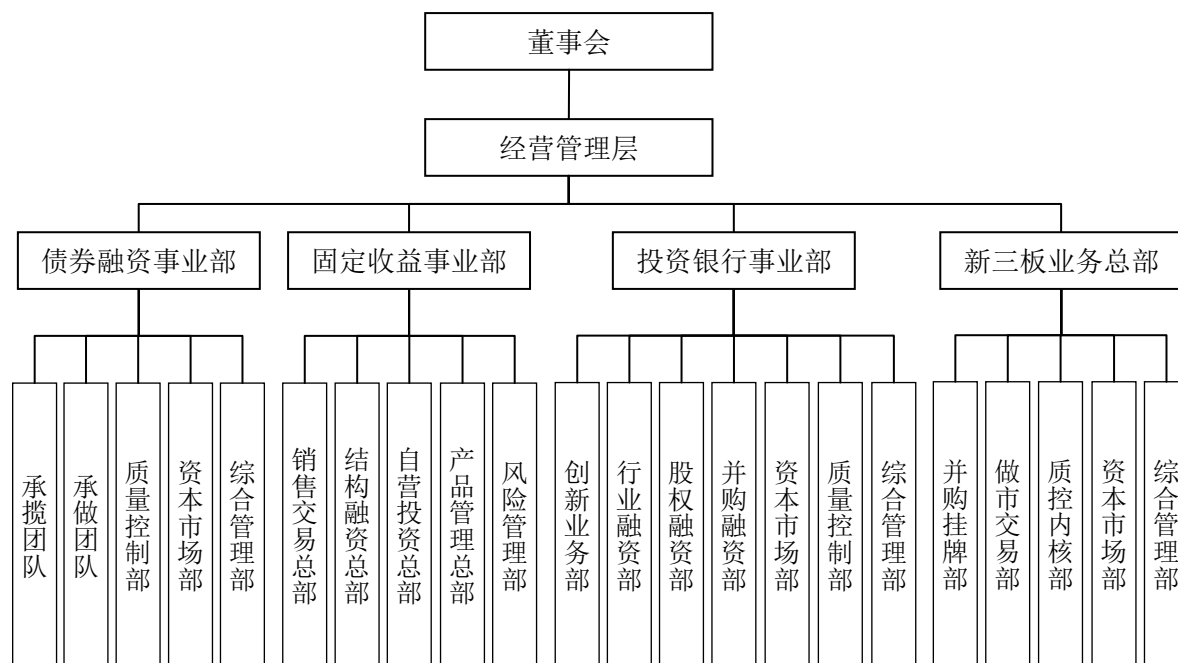 董事会
经营管理层
债券融资事业部
固定收益事业部
投资银行事业部
新三板业务总部
承揽团队
承做团队
质量控制部
资本市场部
综合管理部
销售交易总部
结构融资总部
自营投资总部
产品管理总部
风险管理部
创新业务部
行业融资部
股权融资部
并购融资部
资本市场部
质量控制部
综合管理部
并购挂牌部
做市交易部
质控内核部
资本市场部
综合管理部